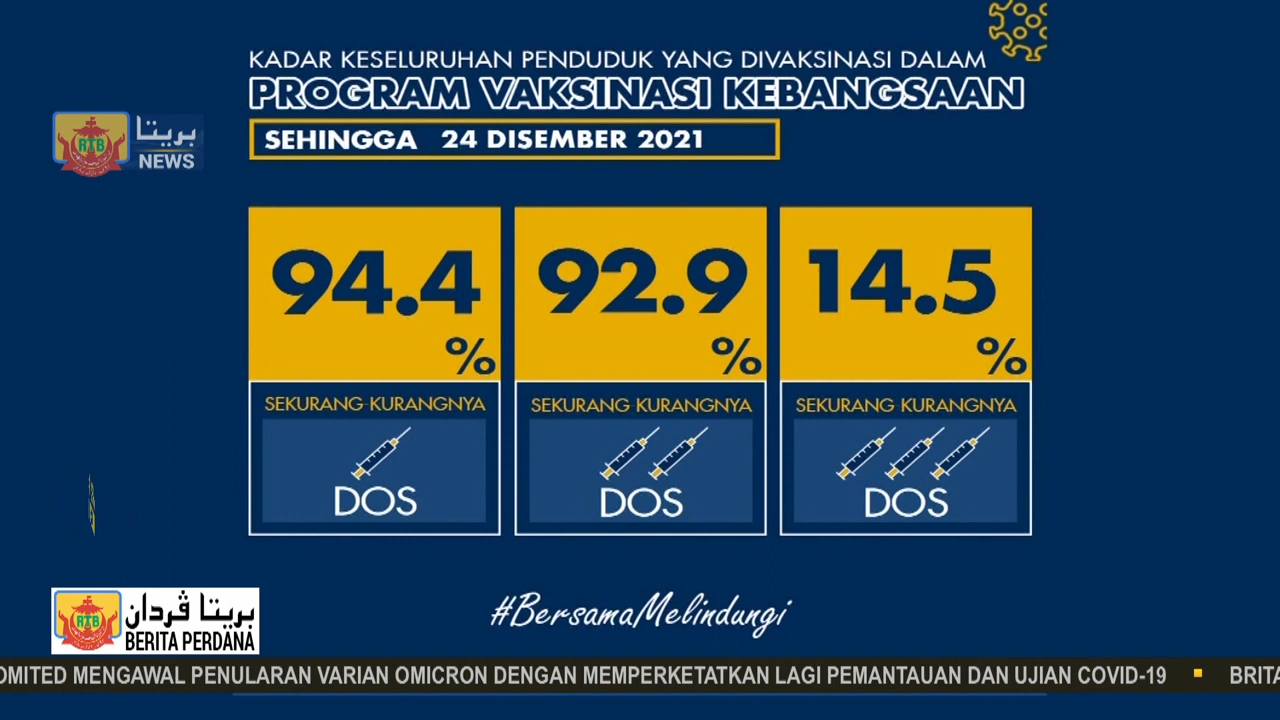 KADAR KESELURUHAN PENDUDUK YANG DIVAKSINASI DALAM
PROGRAM VAKSINASI KEBANGSAAN
SEHINGGA 24 DISEMBER 2021
RTB
بريتا
NEWS
94.4
%
SEKURANG-KURANGNYA
DOS
92.9
%
SEKURANG-KURANGNYA
DOS
14.5
%
SEKURANG-KURANGNYA
DOS
#BersamaMelindungi
RTB
بريتا ڤردان
BERITA PERDANA
OMITED MENGAWAL PENULARAN VARIAN OMICRON DENGAN MEMPERKETATKAN LAGI PEMANTAUAN DAN UJIAN COVID-19 ▪ BRITA